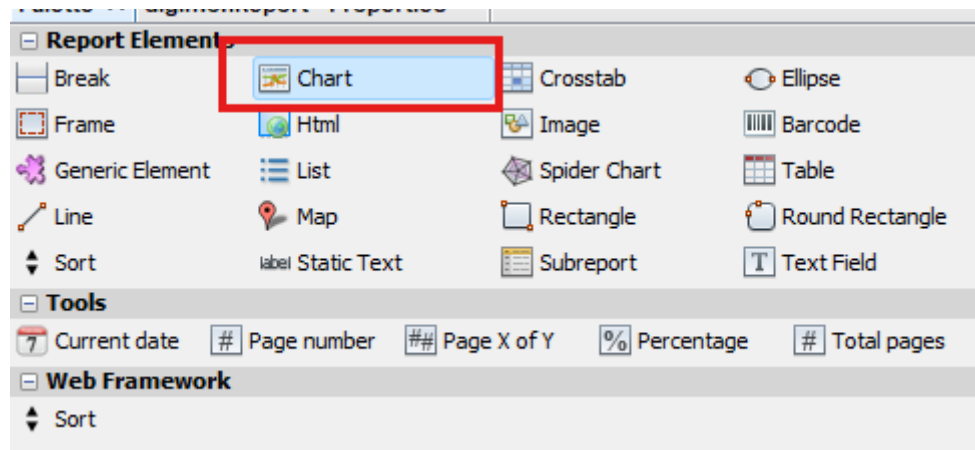 Report Elements
Break Chart Crosstab Ellipse
Frame Html Image Barcode
Generic Element List Spider Chart Table
Line Map Rectangle Round Rectangle
Sort label Static Text Subreport T Text Field
Tools
7 Current date # Page number ## Page X of Y % Percentage # Total pages
Web Framework
Sort